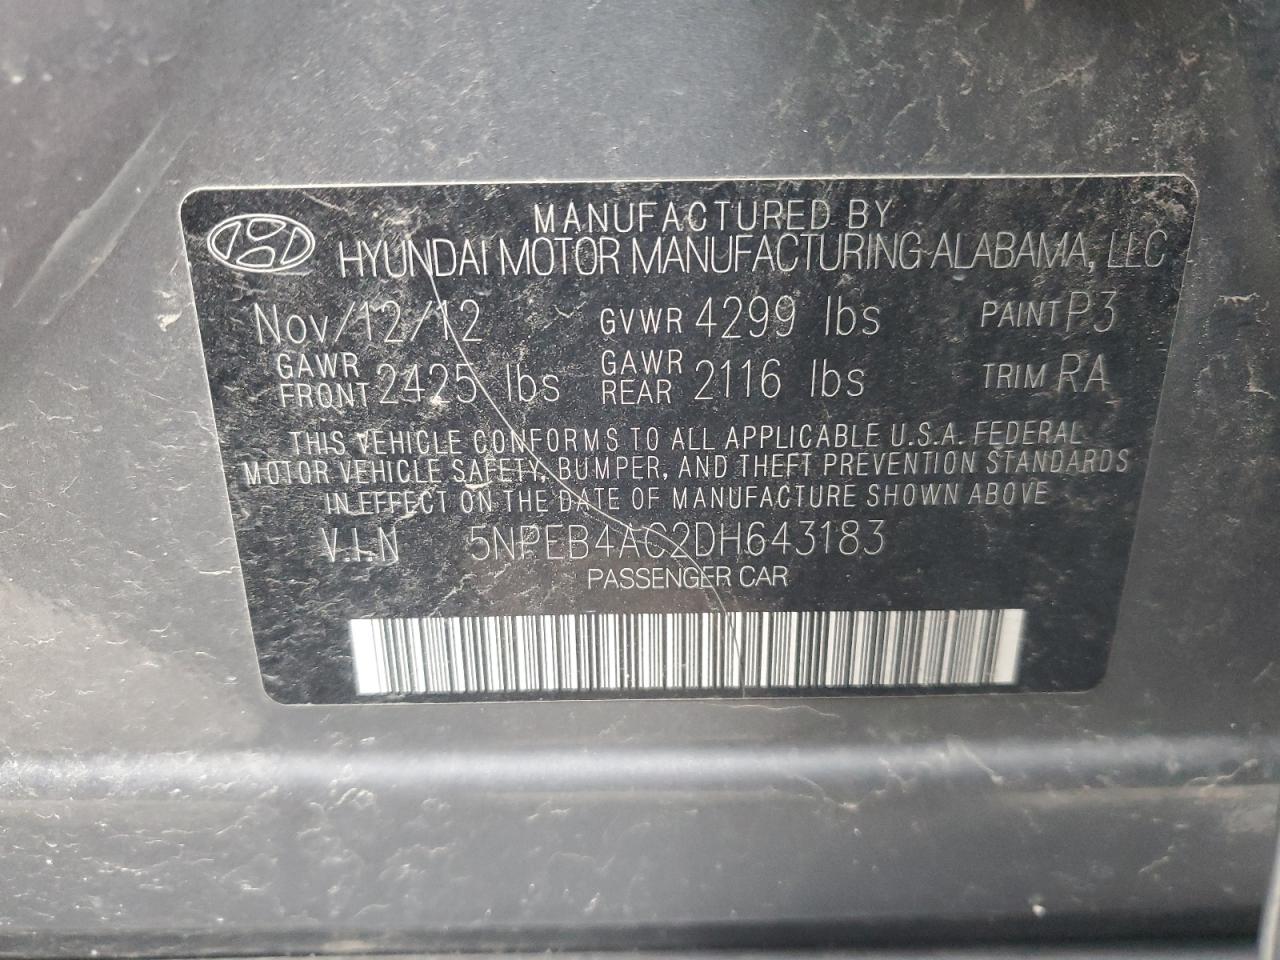 MANUFACTURED BY
HYUNDAI MOTOR MANUFACTURING ALABAMA, LLC
Nov/12/12 GVWR 4299 lbs PAINT P3
GAWR FRONT 2425 lbs GAWR REAR 2116 lbs TRIM RA
THIS VEHICLE CONFORMS TO ALL APPLICABLE U.S.A. FEDERAL
MOTOR VEHICLE SAFETY, BUMPER, AND THEFT PREVENTION STANDARDS
IN EFFECT ON THE DATE OF MANUFACTURE SHOWN ABOVE
V.I.N 5NPEB4AC2DH643183
PASSENGER CAR